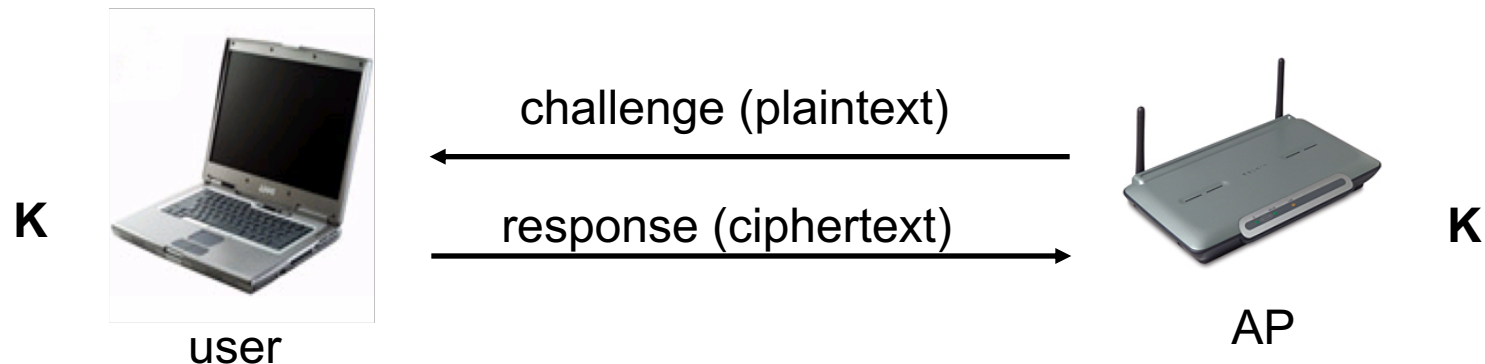 challenge (plaintext)
K
response (ciphertext)
K
user
AP